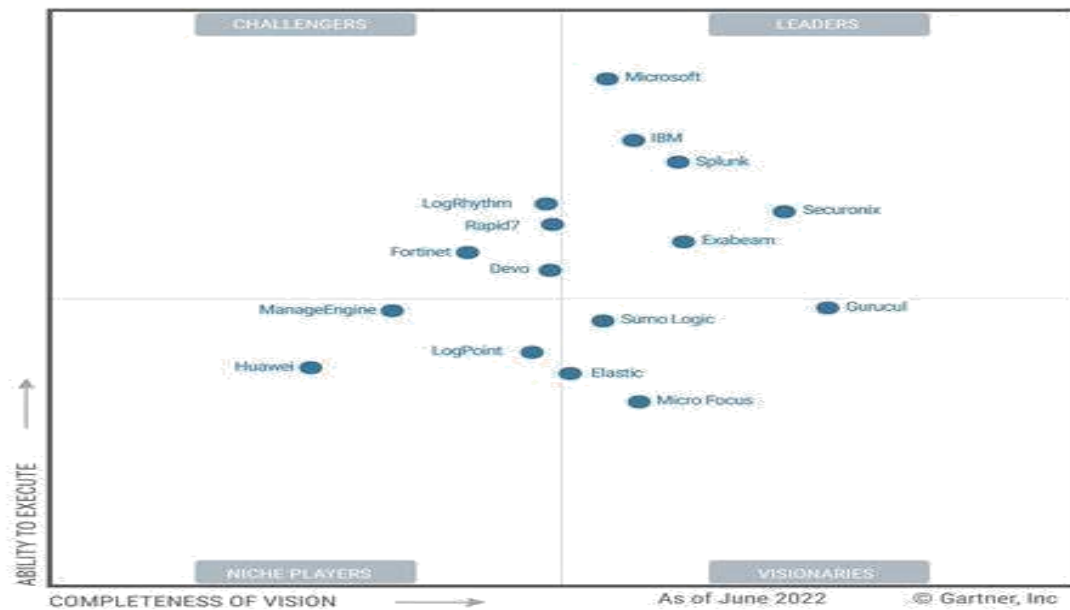 CHALLENGERS
LEADERS
Microsoft
IBM
Splunk
LogRhythm
Securonix
Rapid7
Exabeam
Fortinet
Devo
ManageEngine
Gurucul
Sumo Logic
LogPoint
Huawei
Elastic
Micro Focus
ABILITY TO EXECUTE
NICHE PLAYERS
VISIONARIES
COMPLETENESS OF VISION
As of June 2022
© Gartner, Inc